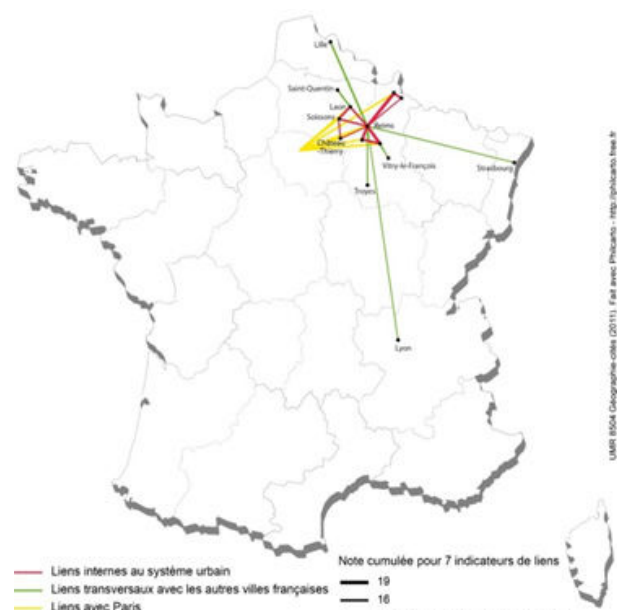 Lille
Saint-Quentin
Laon
Soissons
Reims
Château
-Thierry
Vitry-le-François
Strasbourg
Troyes
Lyon
UMR 8504 Géographie-cités (2011). Fait avec Philcarto - http://philcarto.free.fr
Liens internes au système urbain
Liens transversaux avec les autres villes françaises
Liens avec Paris
Note cumulée pour 7 indicateurs de liens
19
16